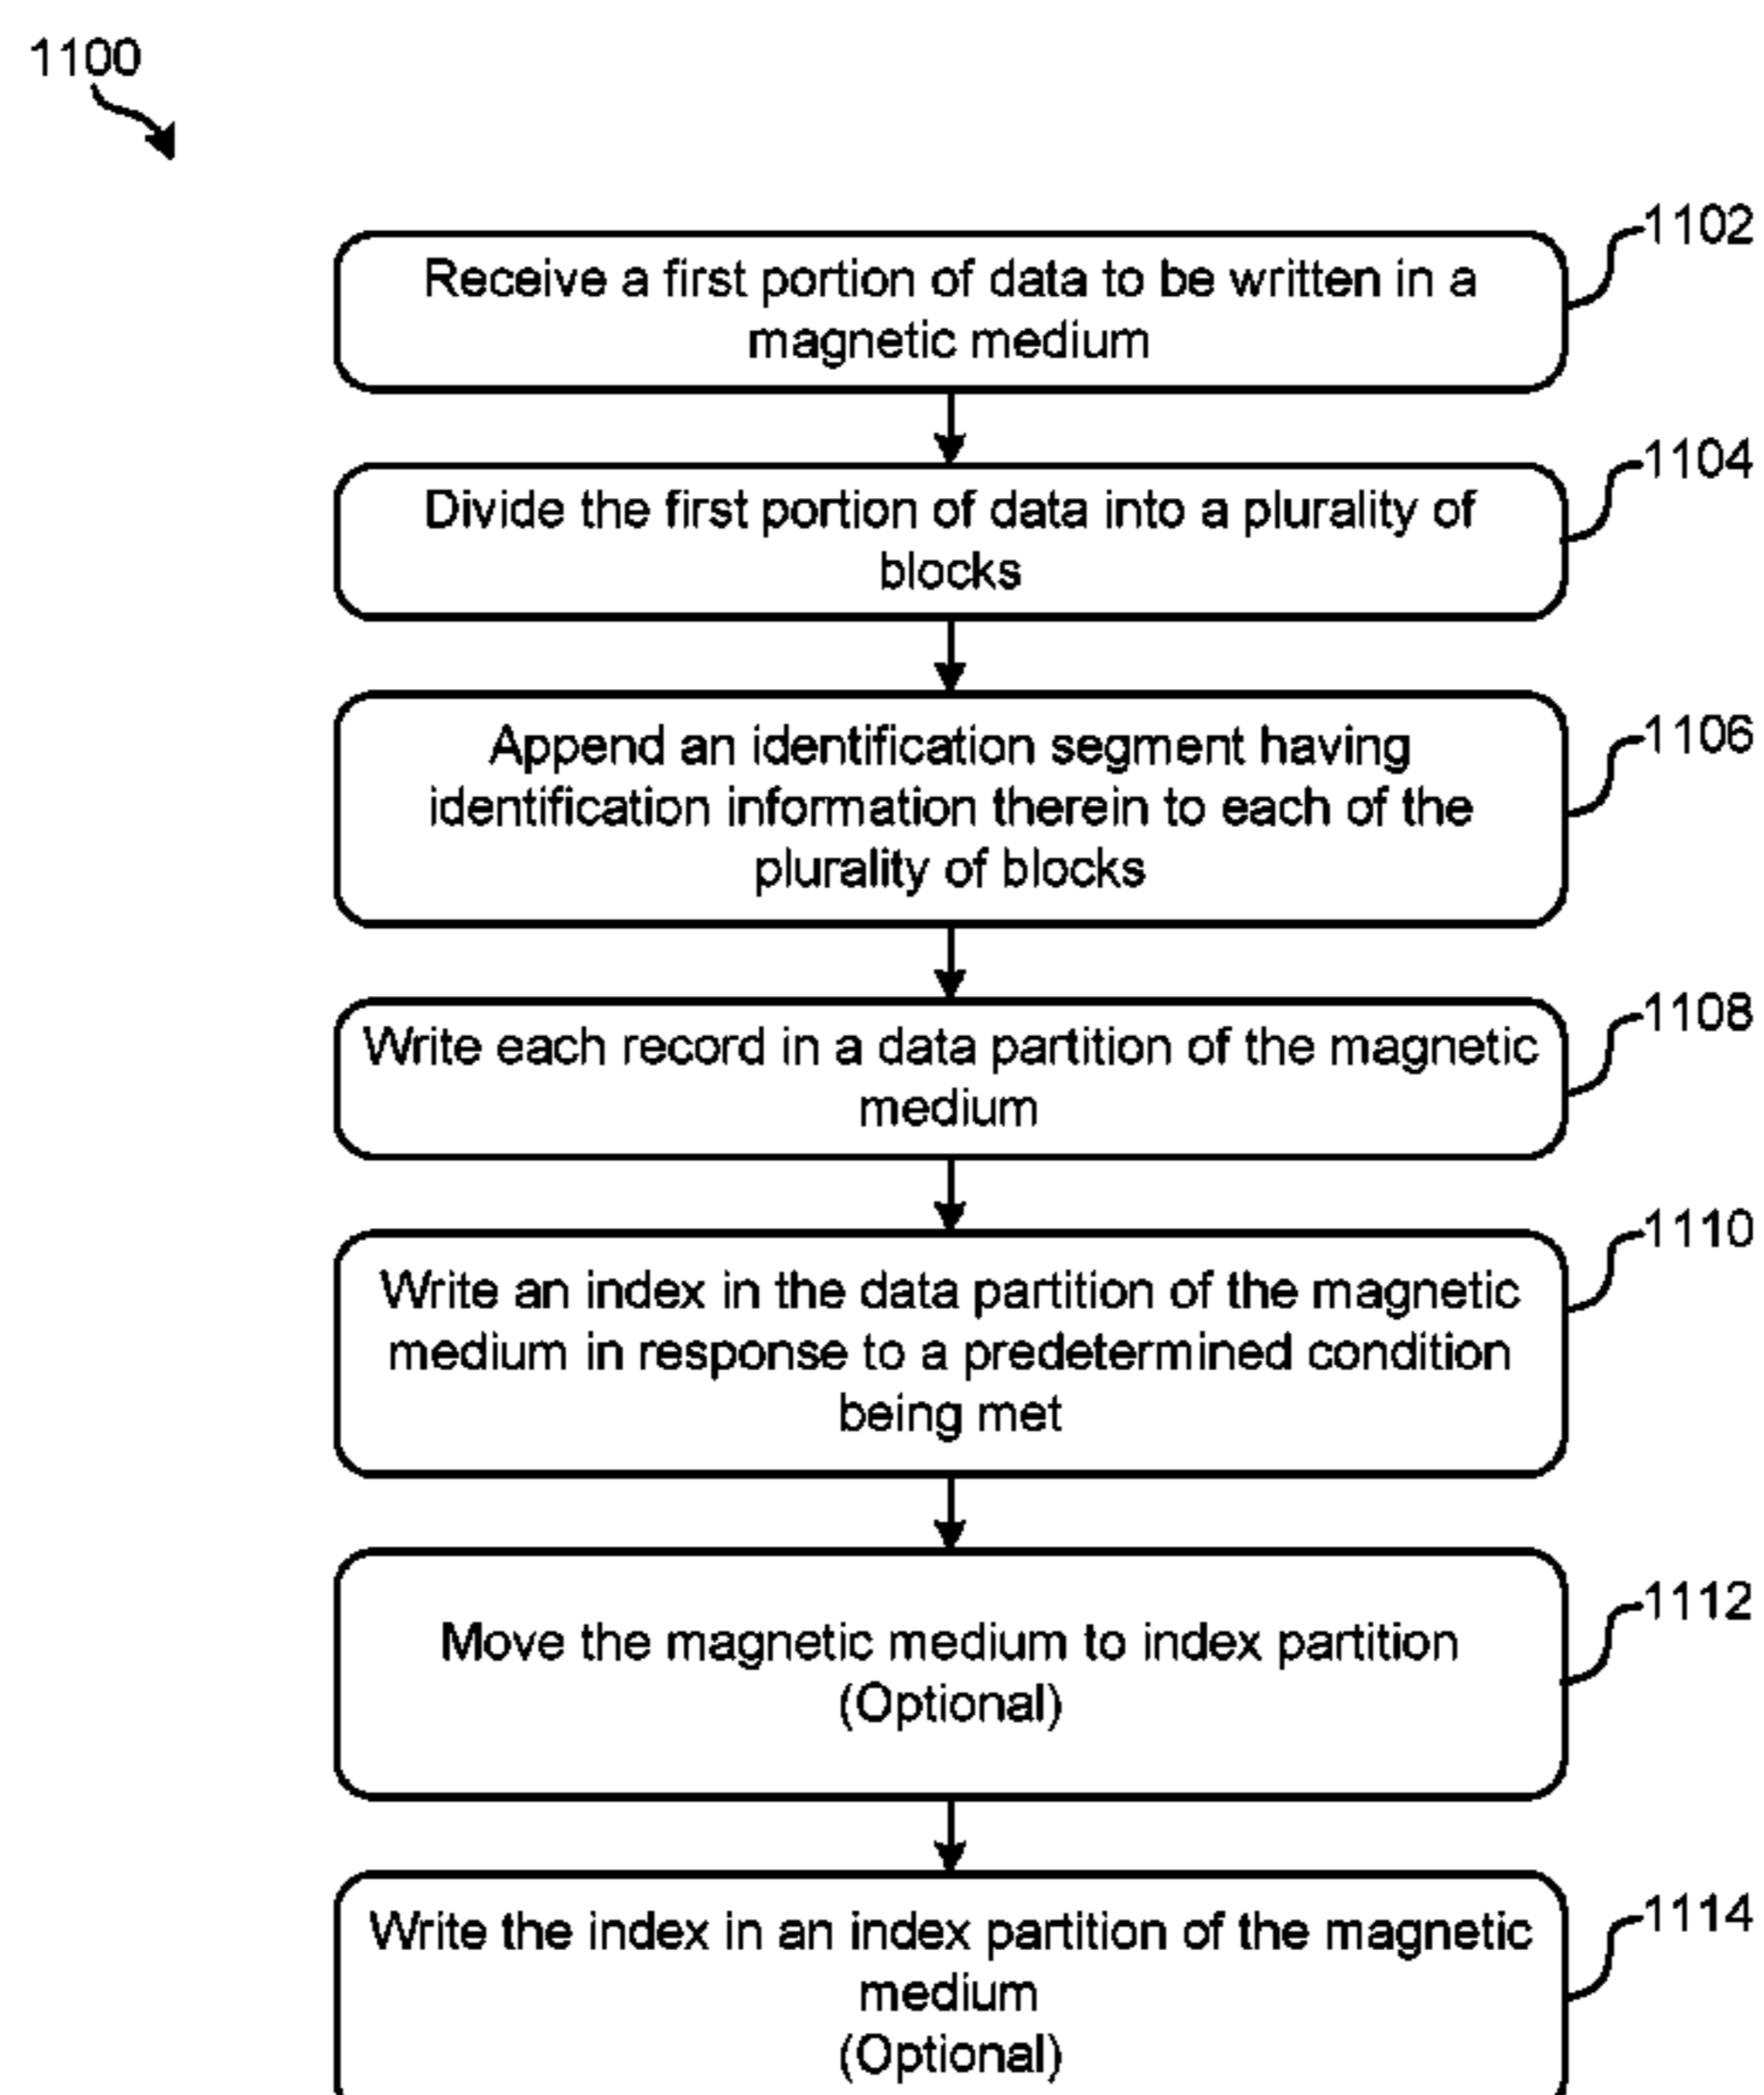 1100
1102
Receive a first portion of data to be written in a
magnetic medium
1104
Divide the first portion of data into a plurality of
blocks
1106
Append an identification segment having
identification information therein to each of the
plurality of blocks
1108
Write each record in a data partition of the magnetic
medium
1110
Write an index in the data partition of the magnetic
medium in response to a predetermined condition
being met
1112
Move the magnetic medium to index partition
(Optional)
1114
Write the index in an index partition of the magnetic
medium
(Optional)